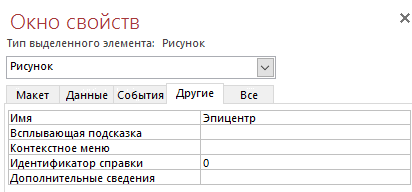 Окно свойств
Тип выделенного элемента: Рисунок
Рисунок
Макет Данные События Другие Все
Имя Эпицентр
Всплывающая подсказка
Контекстное меню
Идентификатор справки 0
Дополнительные сведения